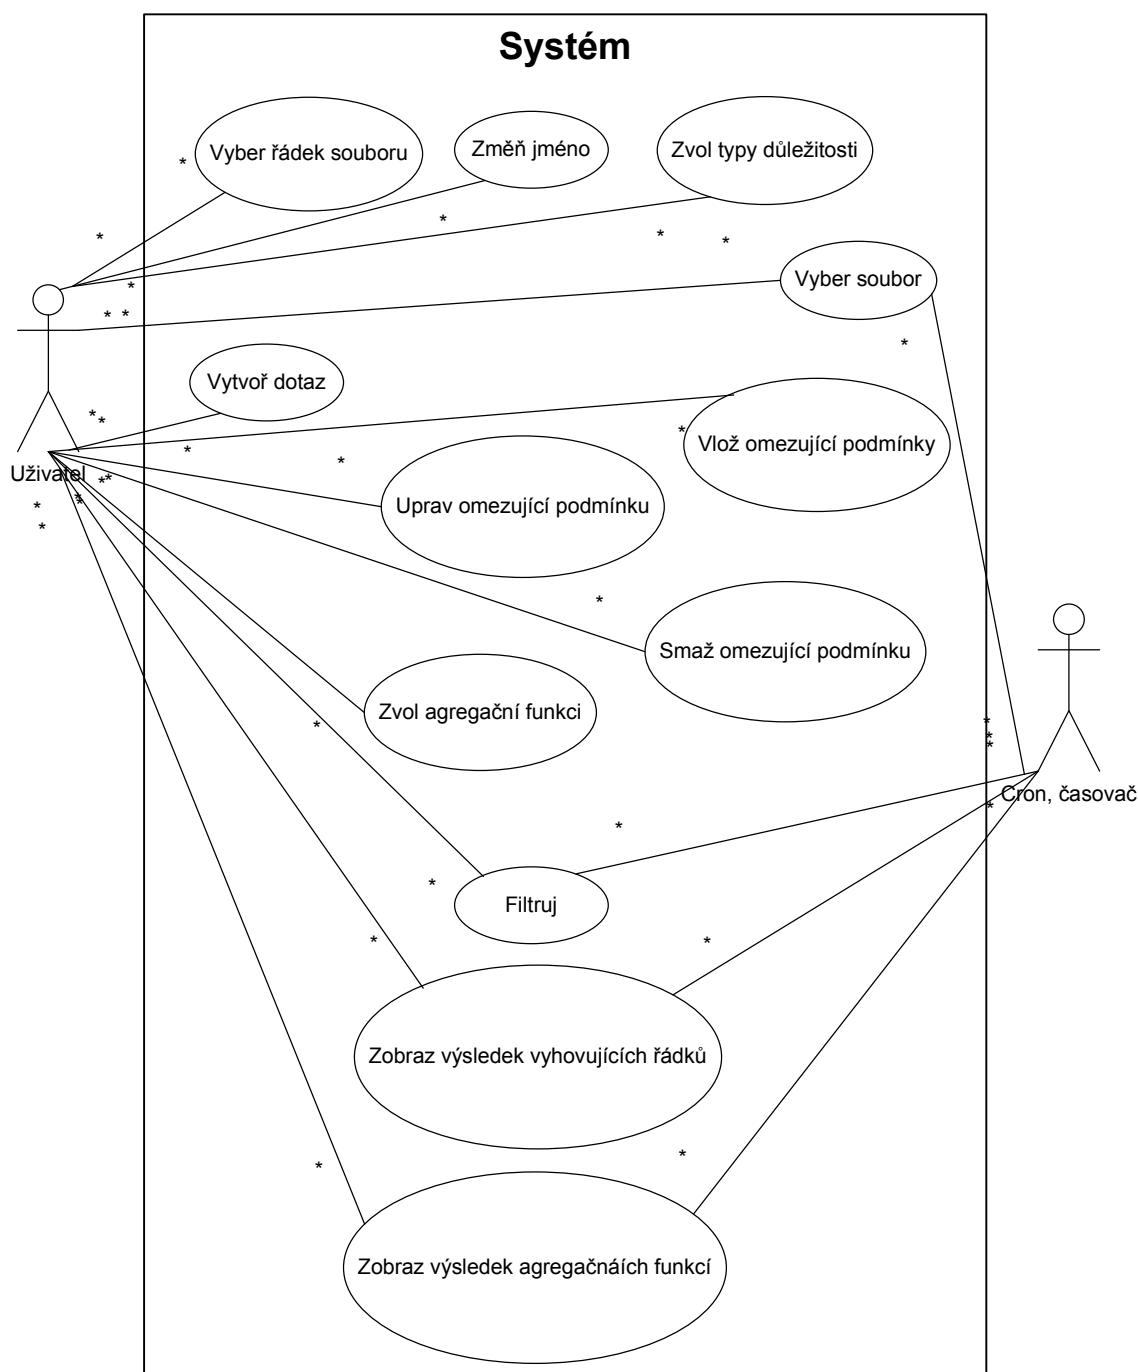 Systém
Vyber řádek souboru
Změň jméno
Zvol typy důležitosti
*
*
*
*
*
Vyber soubor
*
*
*
*
Vytvoř dotaz
*
*
*
*
Vlož omezující podmínky
*
Uživatel
*
*
Uprav omezující podmínku
*
*
*
*
*
Smaž omezující podmínku
Zvol agregační funkci
*
*
*
*
Cron, časovač
*
*
*
Filtruj
*
*
Zobraz výsledek vyhovujících řádků
*
*
Zobraz výsledek agregačnáích funkcí